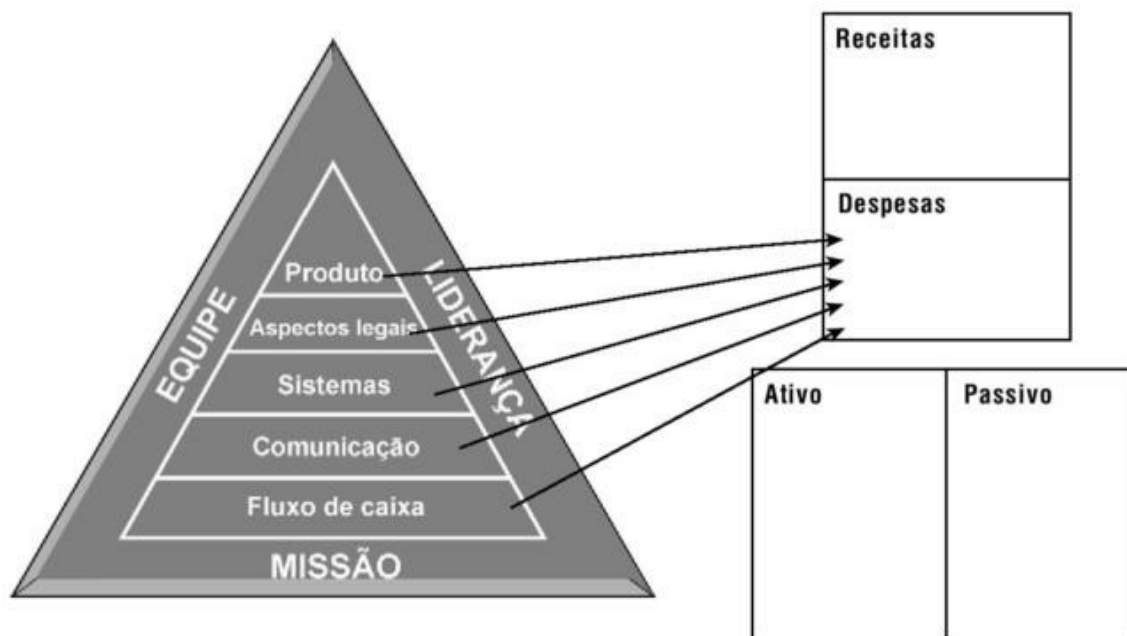 EQUIPE
LIDERANÇA
Produto
Aspectos legais
Sistemas
Comunicação
Fluxo de caixa
MISSÃO
Receitas
Despesas
Ativo
Passivo